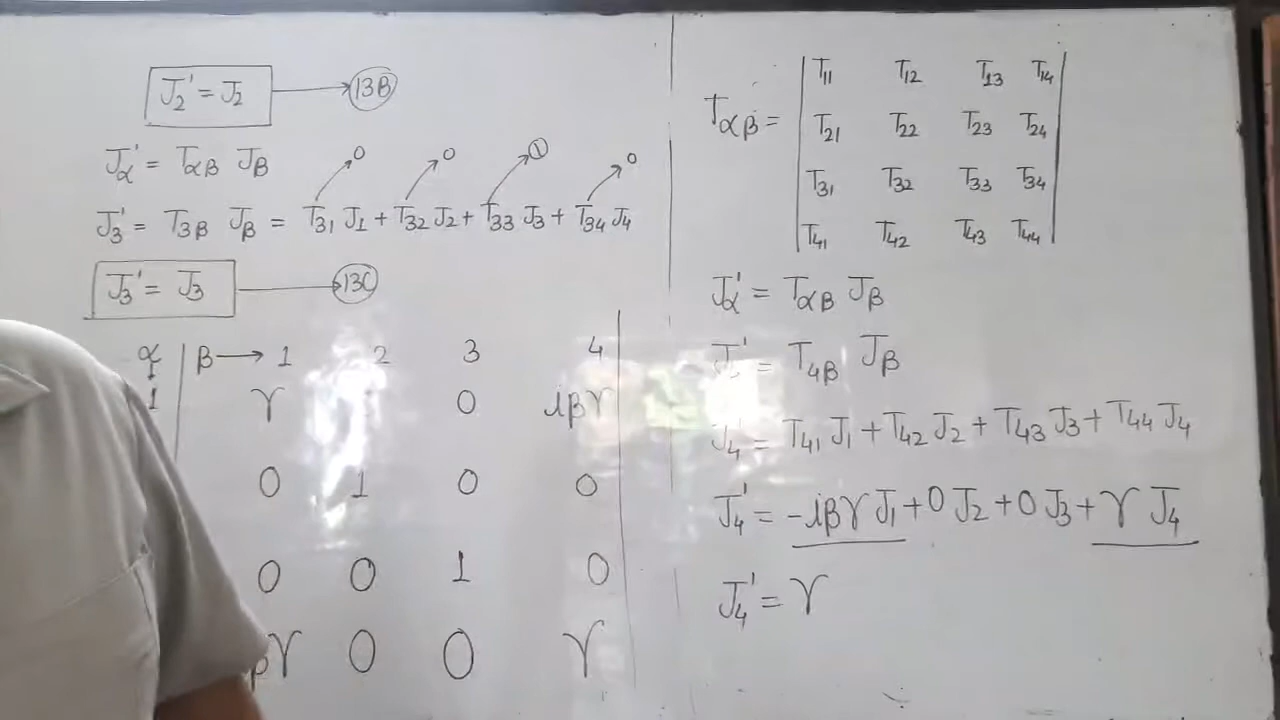 J₂' = J₂ → (13B)
Jα' = Tαβ Jβ
J₃' = T₃β Jβ = T₃₁ J₁ + T₃₂ J₂ + T₃₃ J₃ + T₃₄ J₄
0 0 1 0
J₃' = J₃ → (13C)
α β → 1 2 3 4
1 γ 0 iβγ
0 1 0 0
0 0 1 0
βγ 0 0 γ
Tαβ =
T₁₁ T₁₂ T₁₃ T₁₄
T₂₁ T₂₂ T₂₃ T₂₄
T₃₁ T₃₂ T₃₃ T₃₄
T₄₁ T₄₂ T₄₃ T₄₄
Jα' = Tαβ Jβ
J' = T₄β Jβ
J₄' = T₄₁ J₁ + T₄₂ J₂ + T₄₃ J₃ + T₄₄ J₄
J₄' = -iβγ J₁ + 0 J₂ + 0 J₃ + γ J₄
J₄' = γ